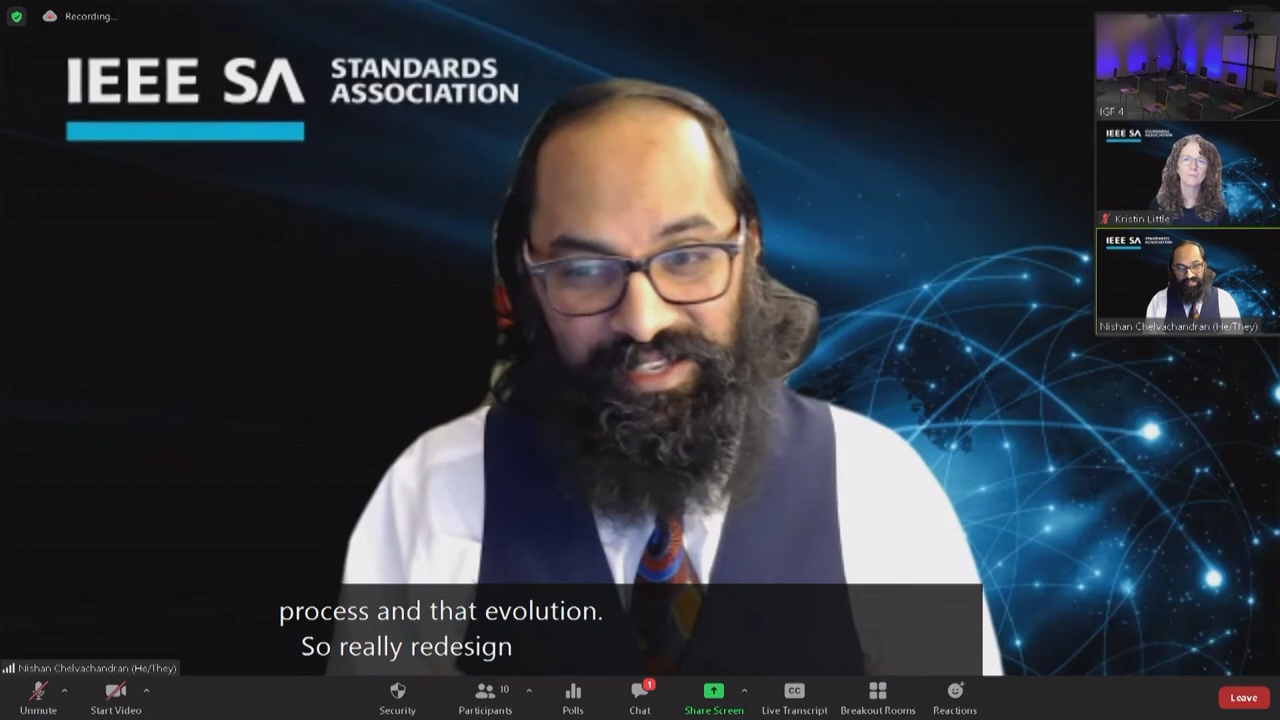 Recording...
IEEE SA STANDARDS
ASSOCIATION
IGF 4
IEEE SA STANDARDS
ASSOCIATION
Kristin Little
IEEE SA STANDARDS
ASSOCIATION
Nishan Chelvachandran (He/They)
process and that evolution.
So really redesign
Nishan Chelvachandran (He/They)
Unmute
Start Video
Security
Participants 10
Polls
Chat 1
Share Screen
CC Live Transcript
Breakout Rooms
Reactions
Leave